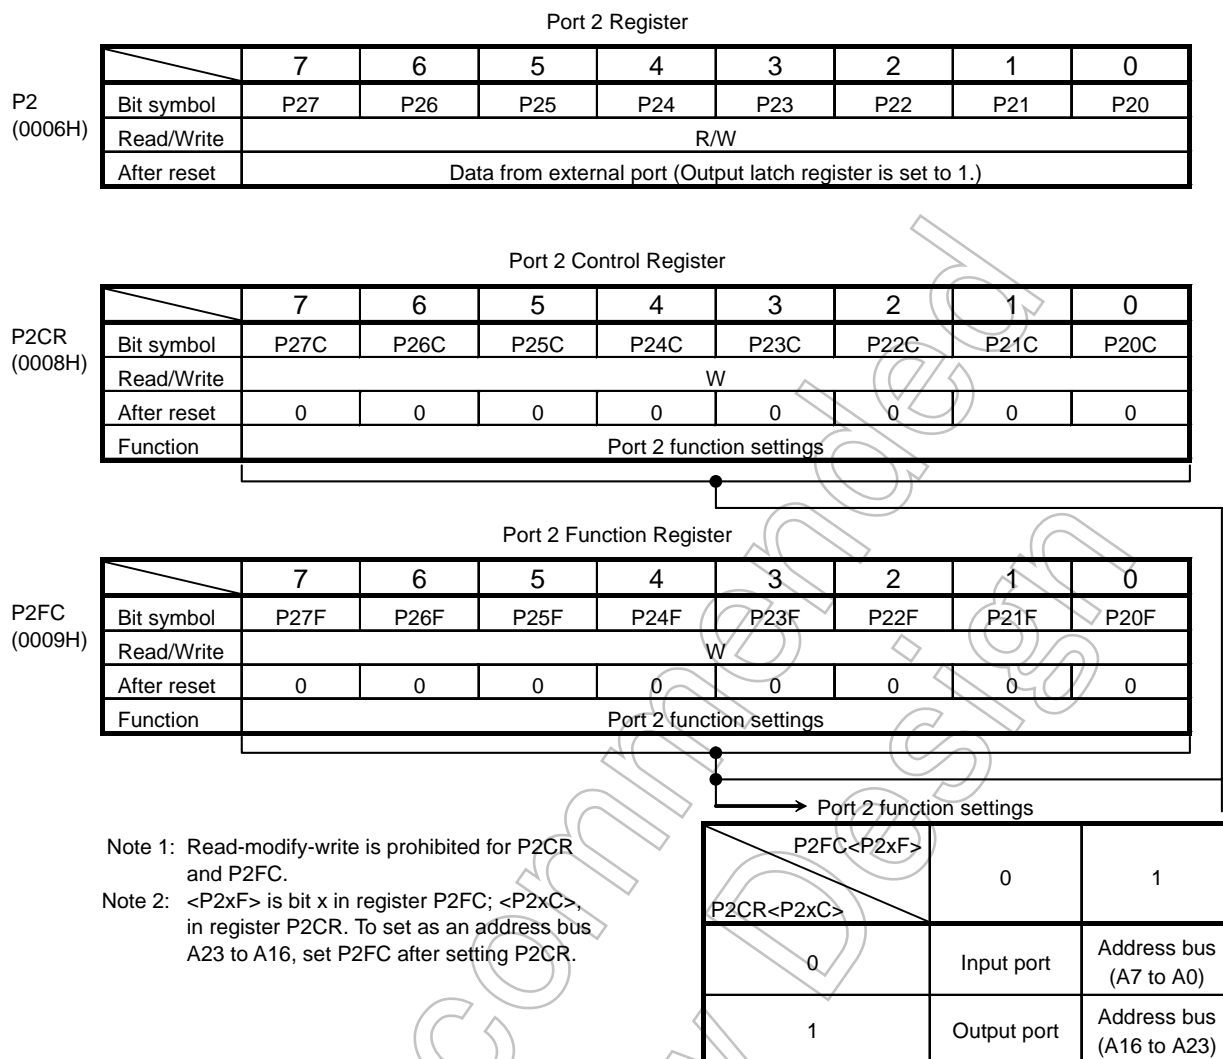 Port 2 Register
7 6 5 4 3 2 1 0
P2
(0006H)
Bit symbol P27 P26 P25 P24 P23 P22 P21 P20
Read/Write R/W
After reset Data from external port (Output latch register is set to 1.)
Port 2 Control Register
7 6 5 4 3 2 1 0
P2CR
(0008H)
Bit symbol P27C P26C P25C P24C P23C P22C P21C P20C
Read/Write W
After reset 0 0 0 0 0 0 0 0
Function Port 2 function settings
Port 2 Function Register
7 6 5 4 3 2 1 0
P2FC
(0009H)
Bit symbol P27F P26F P25F P24F P23F P22F P21F P20F
Read/Write W
After reset 0 0 0 0 0 0 0 0
Function Port 2 function settings
Port 2 function settings
Note 1: Read-modify-write is prohibited for P2CR
and P2FC.
Note 2: <P2xF> is bit x in register P2FC; <P2xC>,
in register P2CR. To set as an address bus
A23 to A16, set P2FC after setting P2CR.
P2FC<P2xF>
P2CR<P2xC>
0 1
0 Input port Address bus
(A7 to A0)
1 Output port Address bus
(A16 to A23)
commended
Design